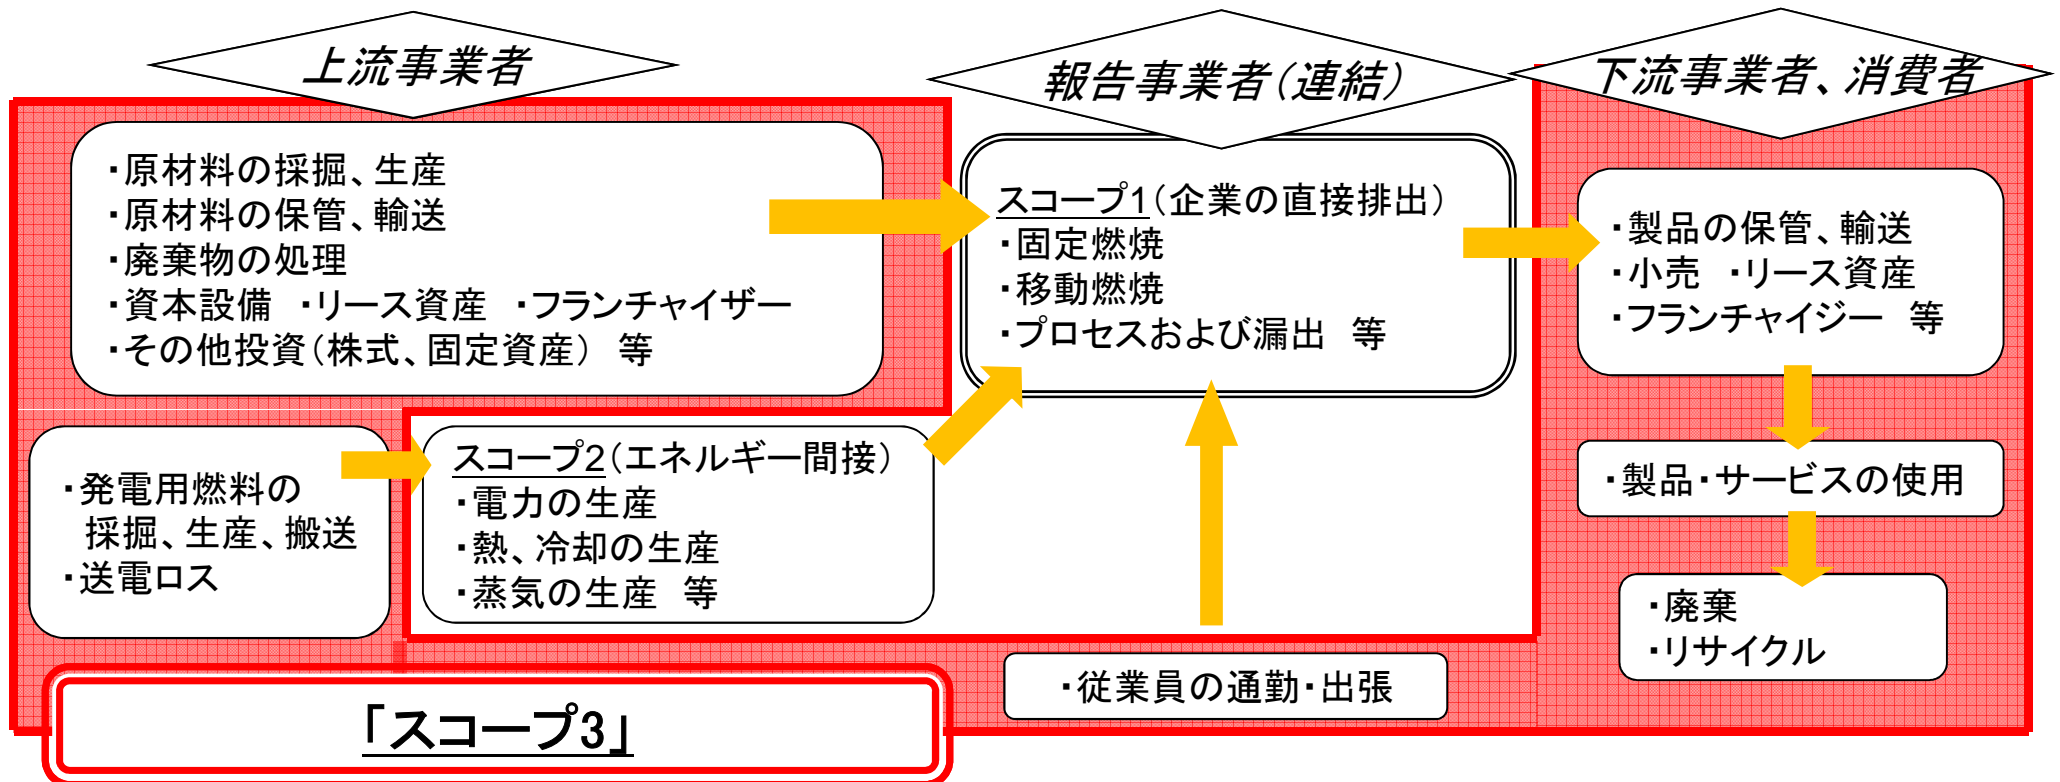 上流事業者
報告事業者（連結）
下流事業者、消費者
・原材料の採掘、生産
・原材料の保管、輸送
・廃棄物の処理
・資本設備　・リース資産　・フランチャイザー
・その他投資（株式、固定資産）　等
スコープ1（企業の直接排出）
・固定燃焼
・移動燃焼
・プロセスおよび漏出　等
・製品の保管、輸送
・小売　・リース資産
・フランチャイジー　等
・発電用燃料の
採掘、生産、搬送
・送電ロス
スコープ2（エネルギー間接）
・電力の生産
・熱、冷却の生産
・蒸気の生産　等
・製品・サービスの使用
・廃棄
・リサイクル
・従業員の通勤・出張
「スコープ3」